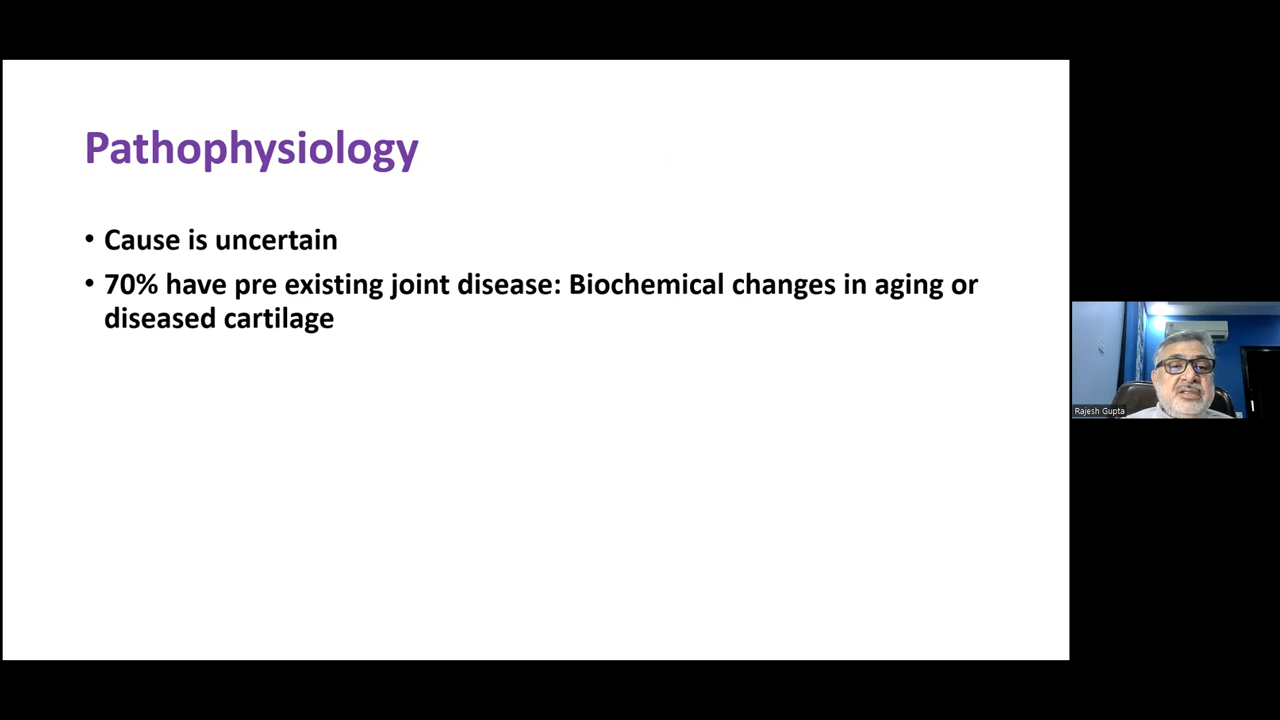 Pathophysiology
• Cause is uncertain
• 70% have pre existing joint disease: Biochemical changes in aging or
diseased cartilage
Rajesh Gupta